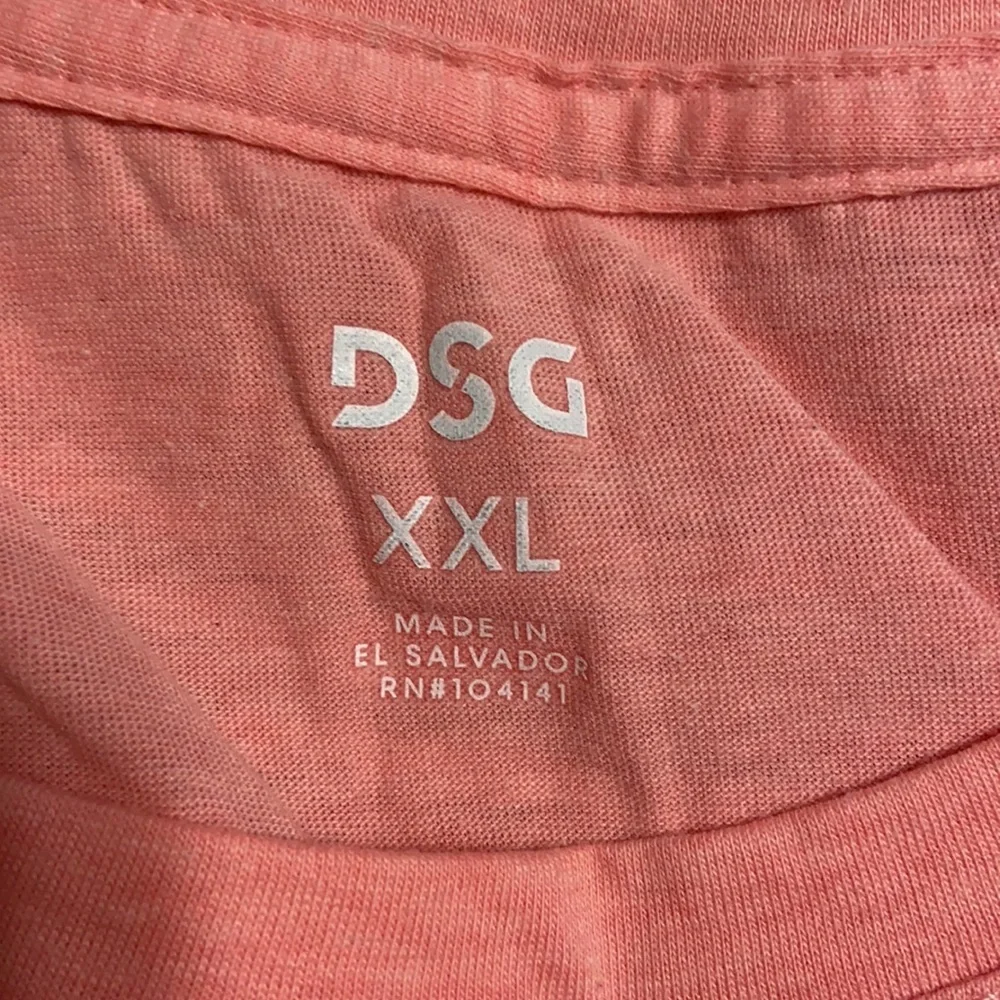 DSG
XXL
MADE IN
EL SALVADOR
RN#104141